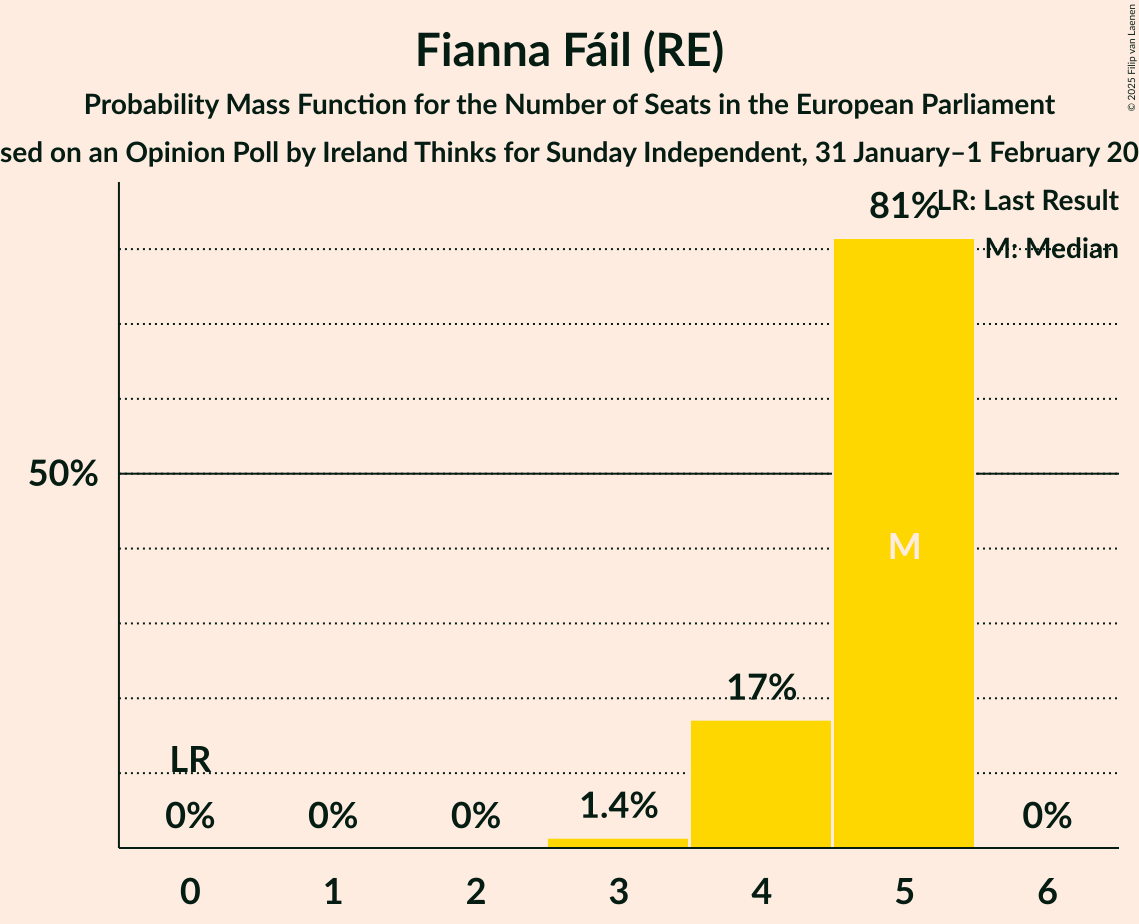 Fianna Fáil (RE)
Probability Mass Function for the Number of Seats in the European Parliament
sed on an Opinion Poll by Ireland Thinks for Sunday Independent, 31 January–1 February 20
© 2025 Filip van Laenen
LR: Last Result
M: Median
81%
50%
M
17%
LR
1.4%
0% 0% 0% 0%
0 1 2 3 4 5 6